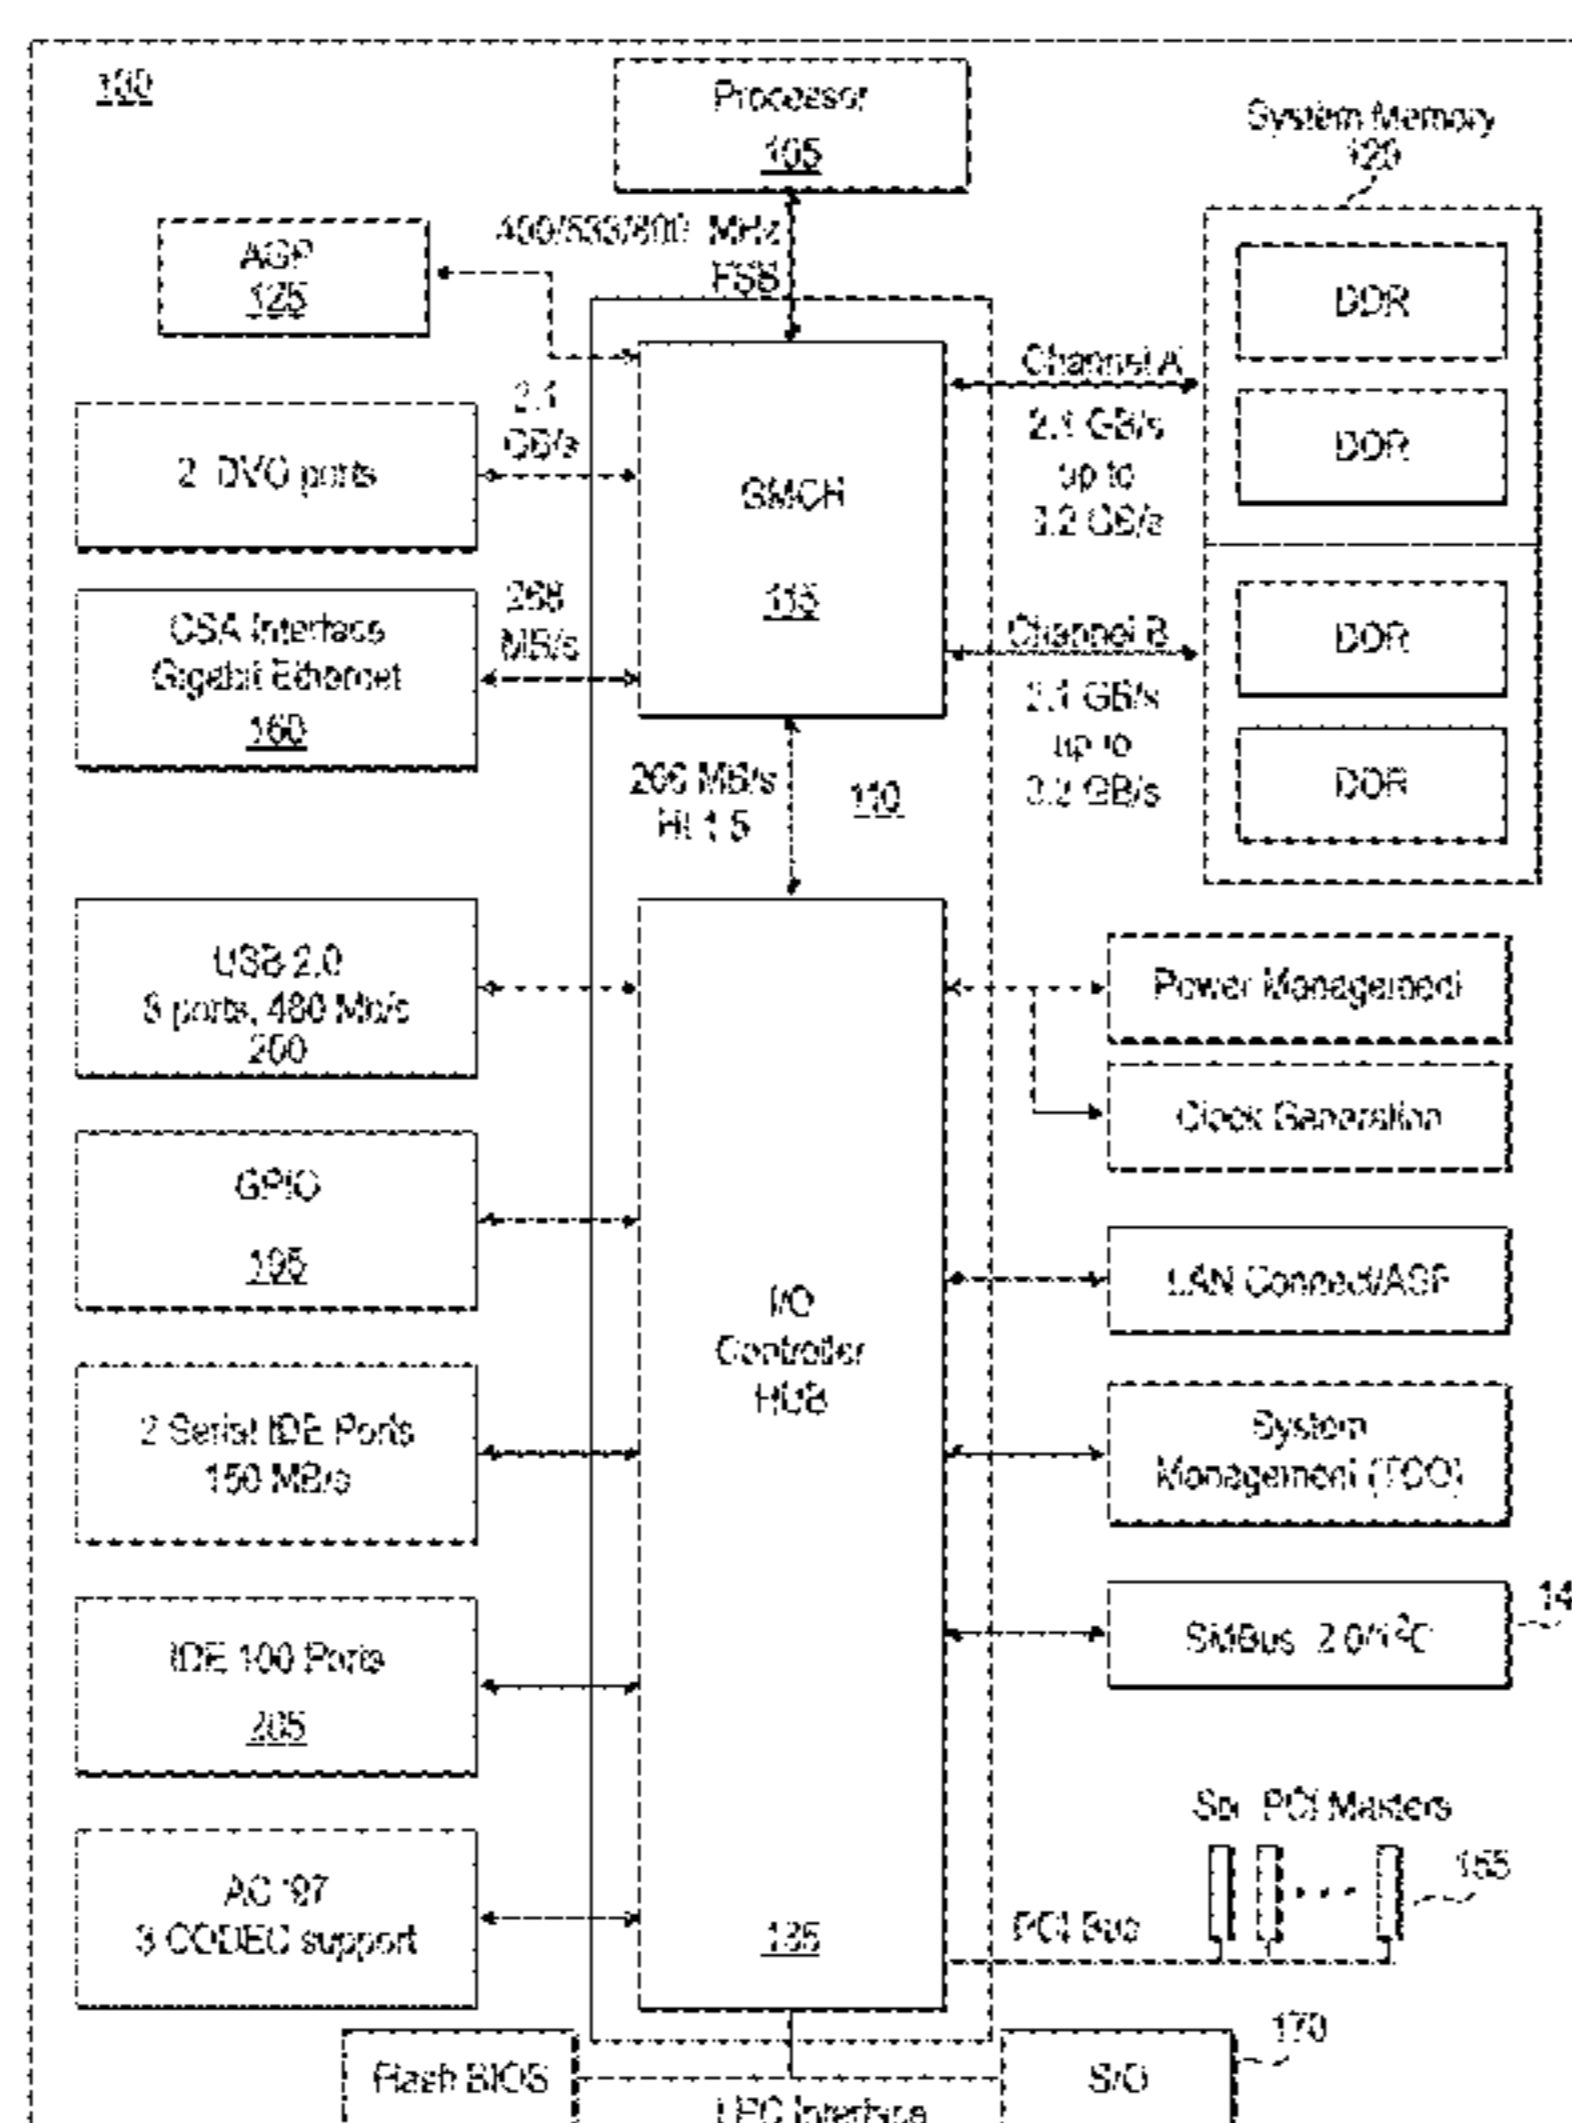 100
Processor
105
System Memory
120
400/533/800 MHz
FSB
AGP
125
DDR
Channel A
2.1
GB/s
2.1 GB/s
up to
3.2 GB/s
DDR
2 DVO ports
GMCH
115
CSA Interface
Gigabit Ethernet
160
266
MB/s
Channel B
2.1 GB/s
up to
3.2 GB/s
DDR
DDR
266 MB/s
HI 1.5
110
USB 2.0
8 ports, 480 Mb/s
200
Power Management
Clock Generation
GPIO
195
LAN Connect/ASF
I/O
Controller
HUB
2 Serial IDE Ports
150 MB/s
System
Management (TCO)
SMBus 2.0/I²C
IDE 100 Ports
205
Six PCI Masters
155
AC '97
3 CODEC support
PCI Bus
Flash BIOS
LPC Interface
170